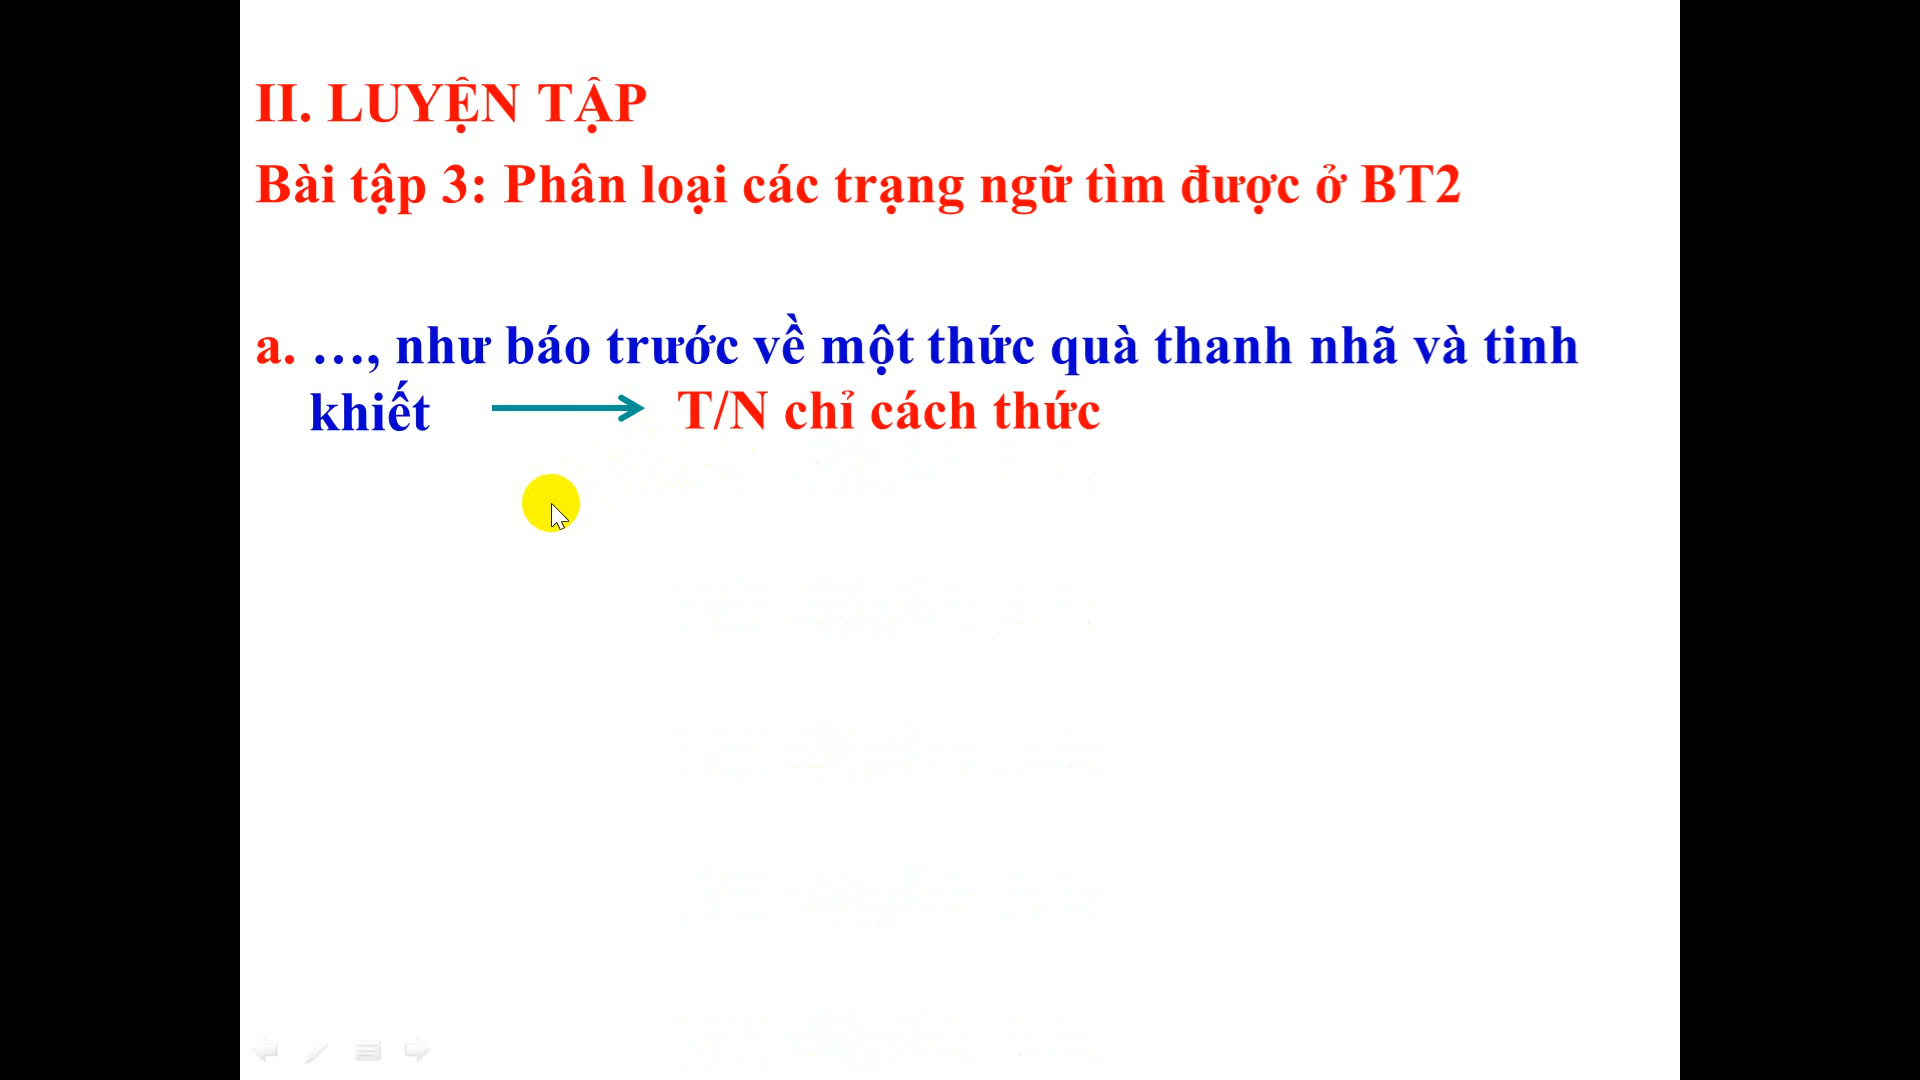 II. LUYỆN TẬP
Bài tập 3: Phân loại các trạng ngữ tìm được ở BT2
a. …, như báo trước về một thức quà thanh nhã và tinh
khiết T/N chỉ cách thức